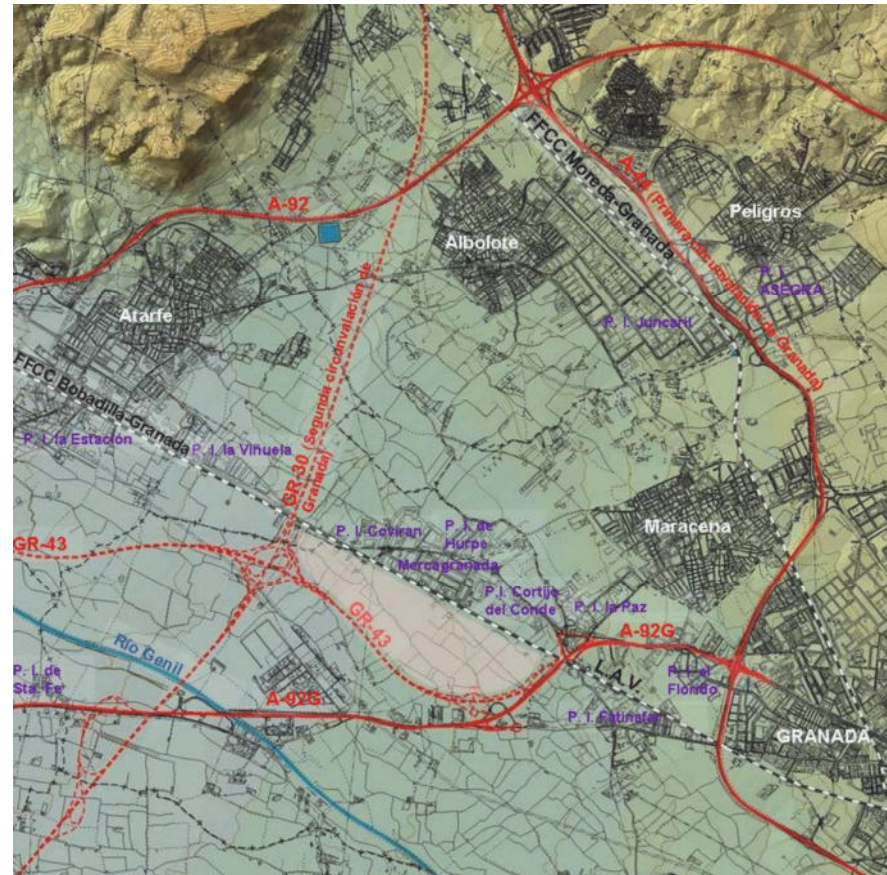 FFCC Moreda-Granada
A-44 (Primera circunvalación de Granada)
Peligros
A-92
Albolote
P. I.
ASEGRA
Atarfe
P. I. Juncaril
GR-30 (Segunda circonvalación de
Granada)
FFCC Bobadilla-Granada
P. I. la Estación
P. I. la Viñuela
P. I. Coviran
P. I. de
Hurpe
Mercagranada
Maracena
GR-43
P.I. Cortijo
del Conde
P. I. la Paz
GR-43
A-92G
Río Genil
L.A.V.
P. I. de
Sta. Fe
P. I. el
Florido
A-92G
P. I. Fatinafar
GRANADA